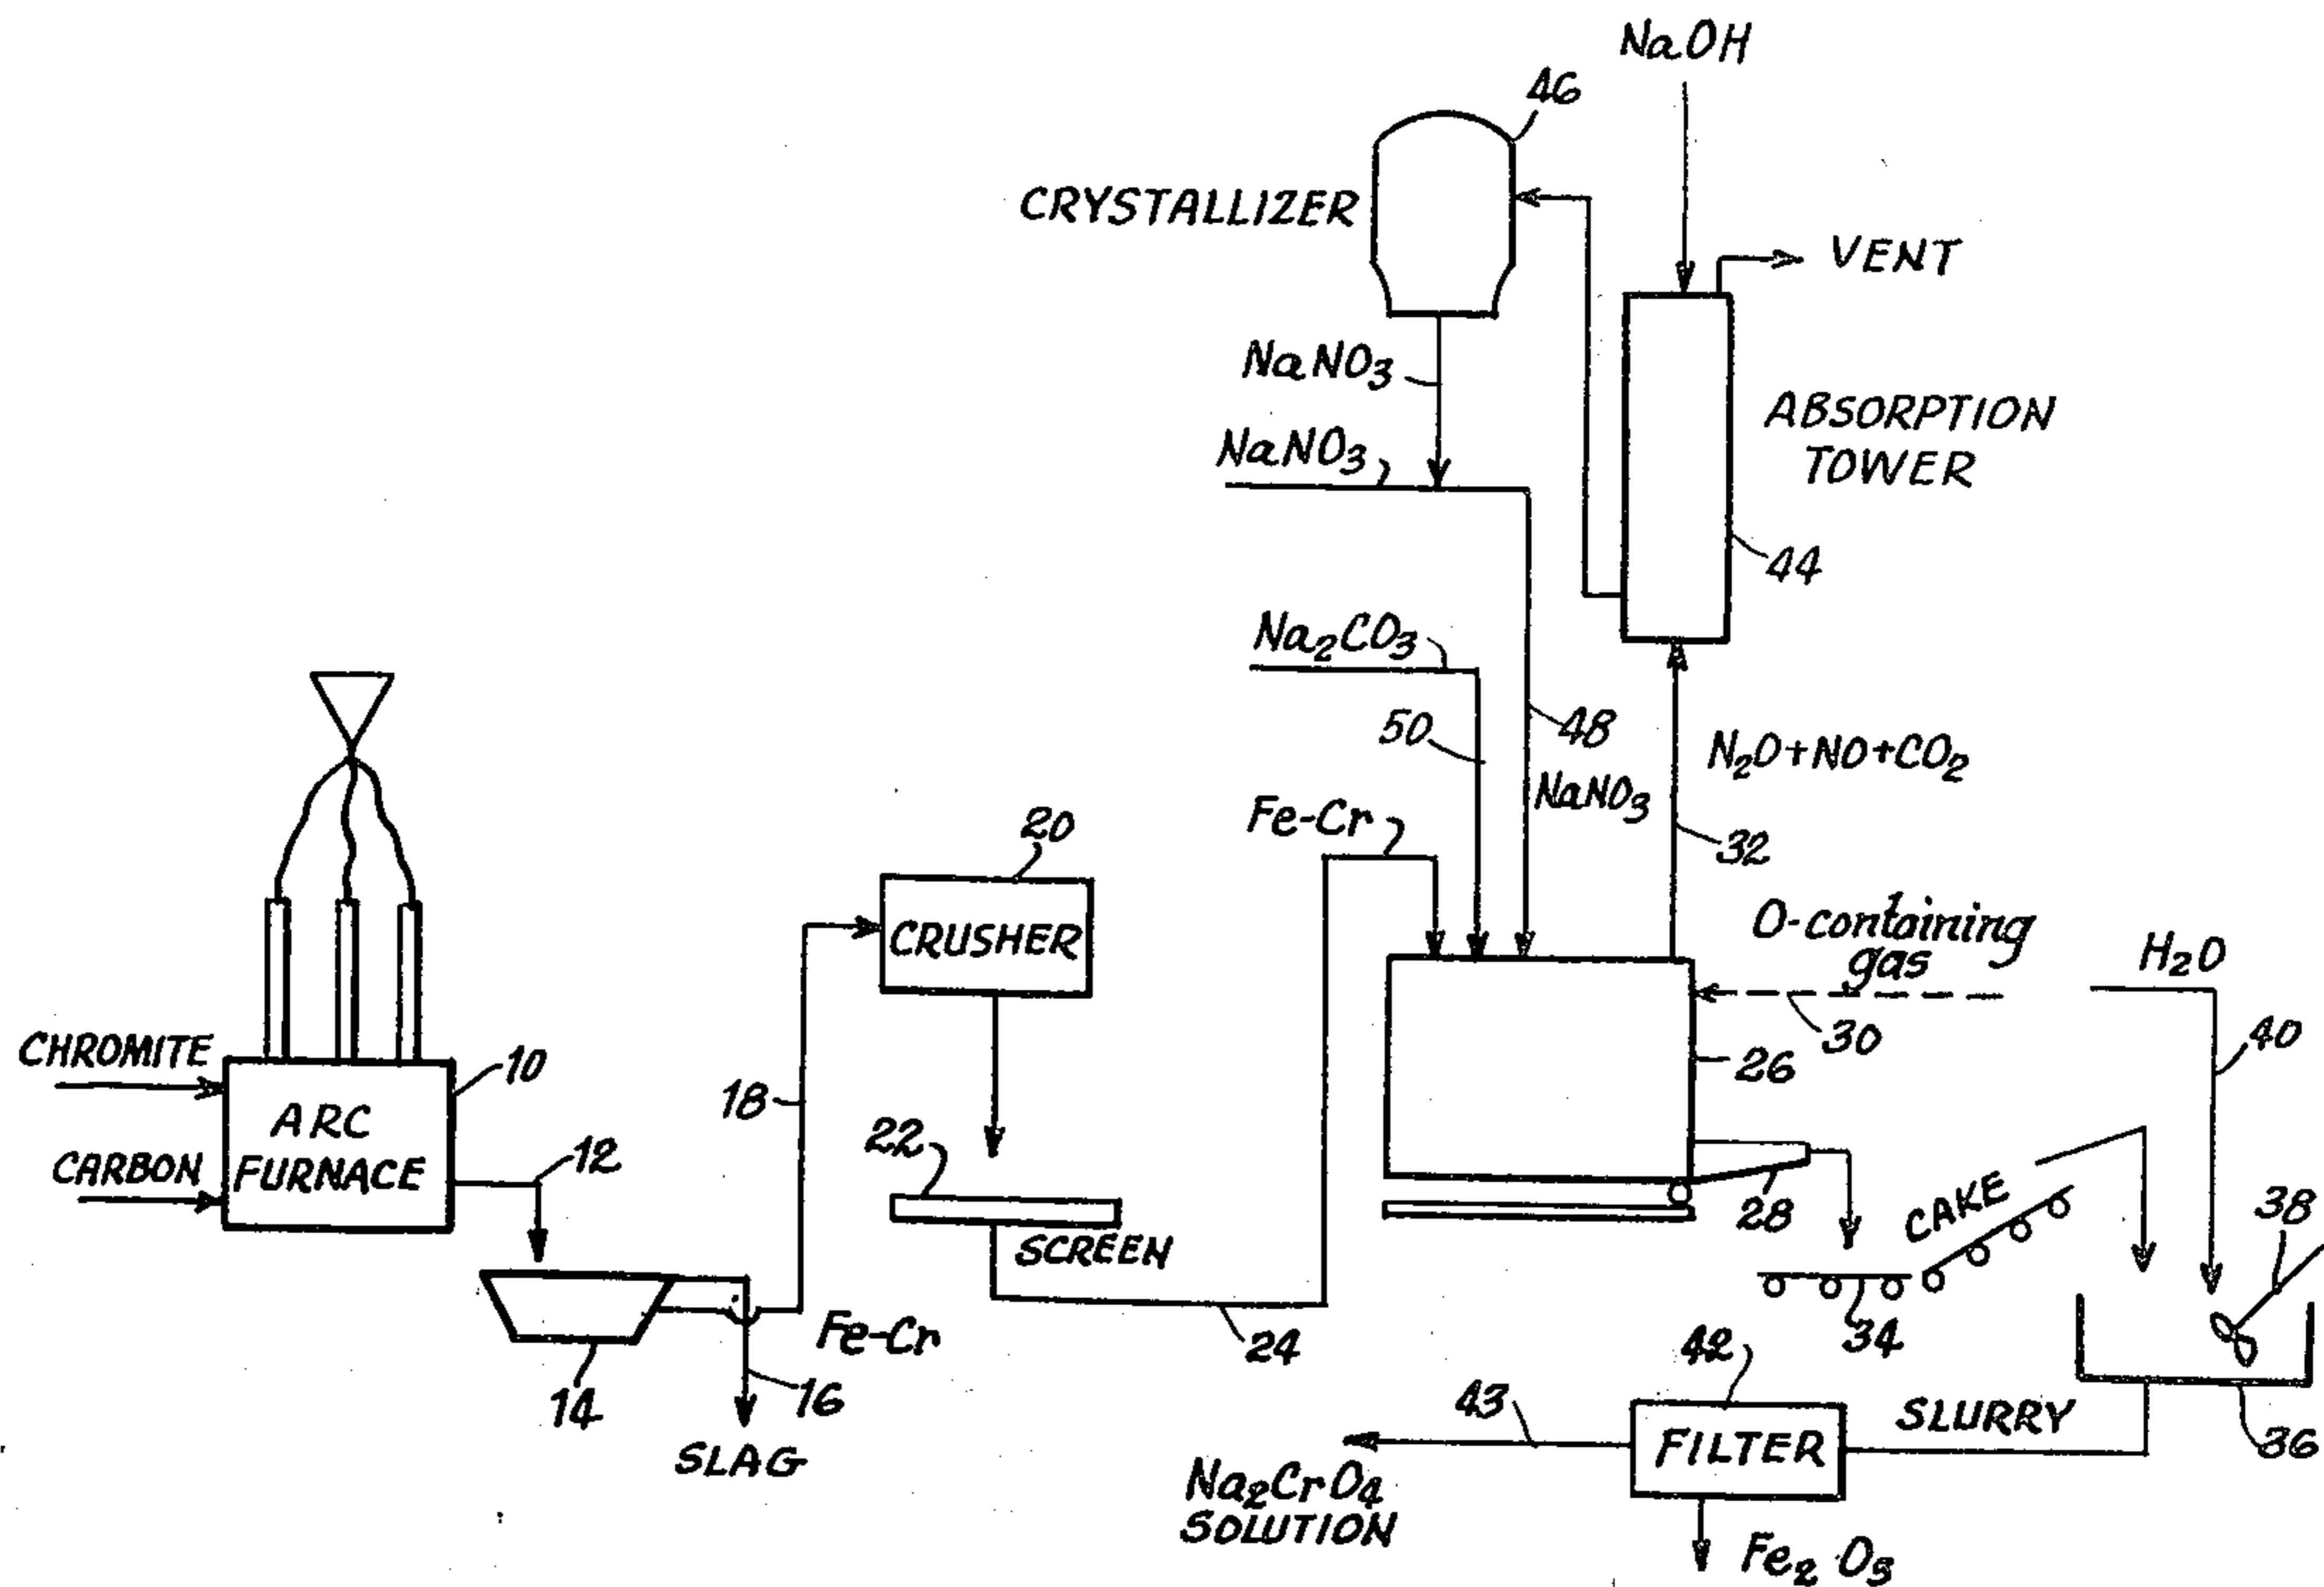 NaOH
46
CRYSTALLIZER
VENT
NaNO3
NaNO3
ABSORPTION
TOWER
44
Na2CO3
50
48
N2O+NO+CO2
NaNO3
Fe-Cr
20
32
CRUSHER
O-containing
gas
H2O
CHROMITE
10
18
30
26
40
ARC
FURNACE
CARBON
12
22
SCREEN
28
CAKE
38
Fe-Cr
24
34
14
16
SLAG
42
43
FILTER
SLURRY
36
Na2CrO4
SOLUTION
Fe2O3